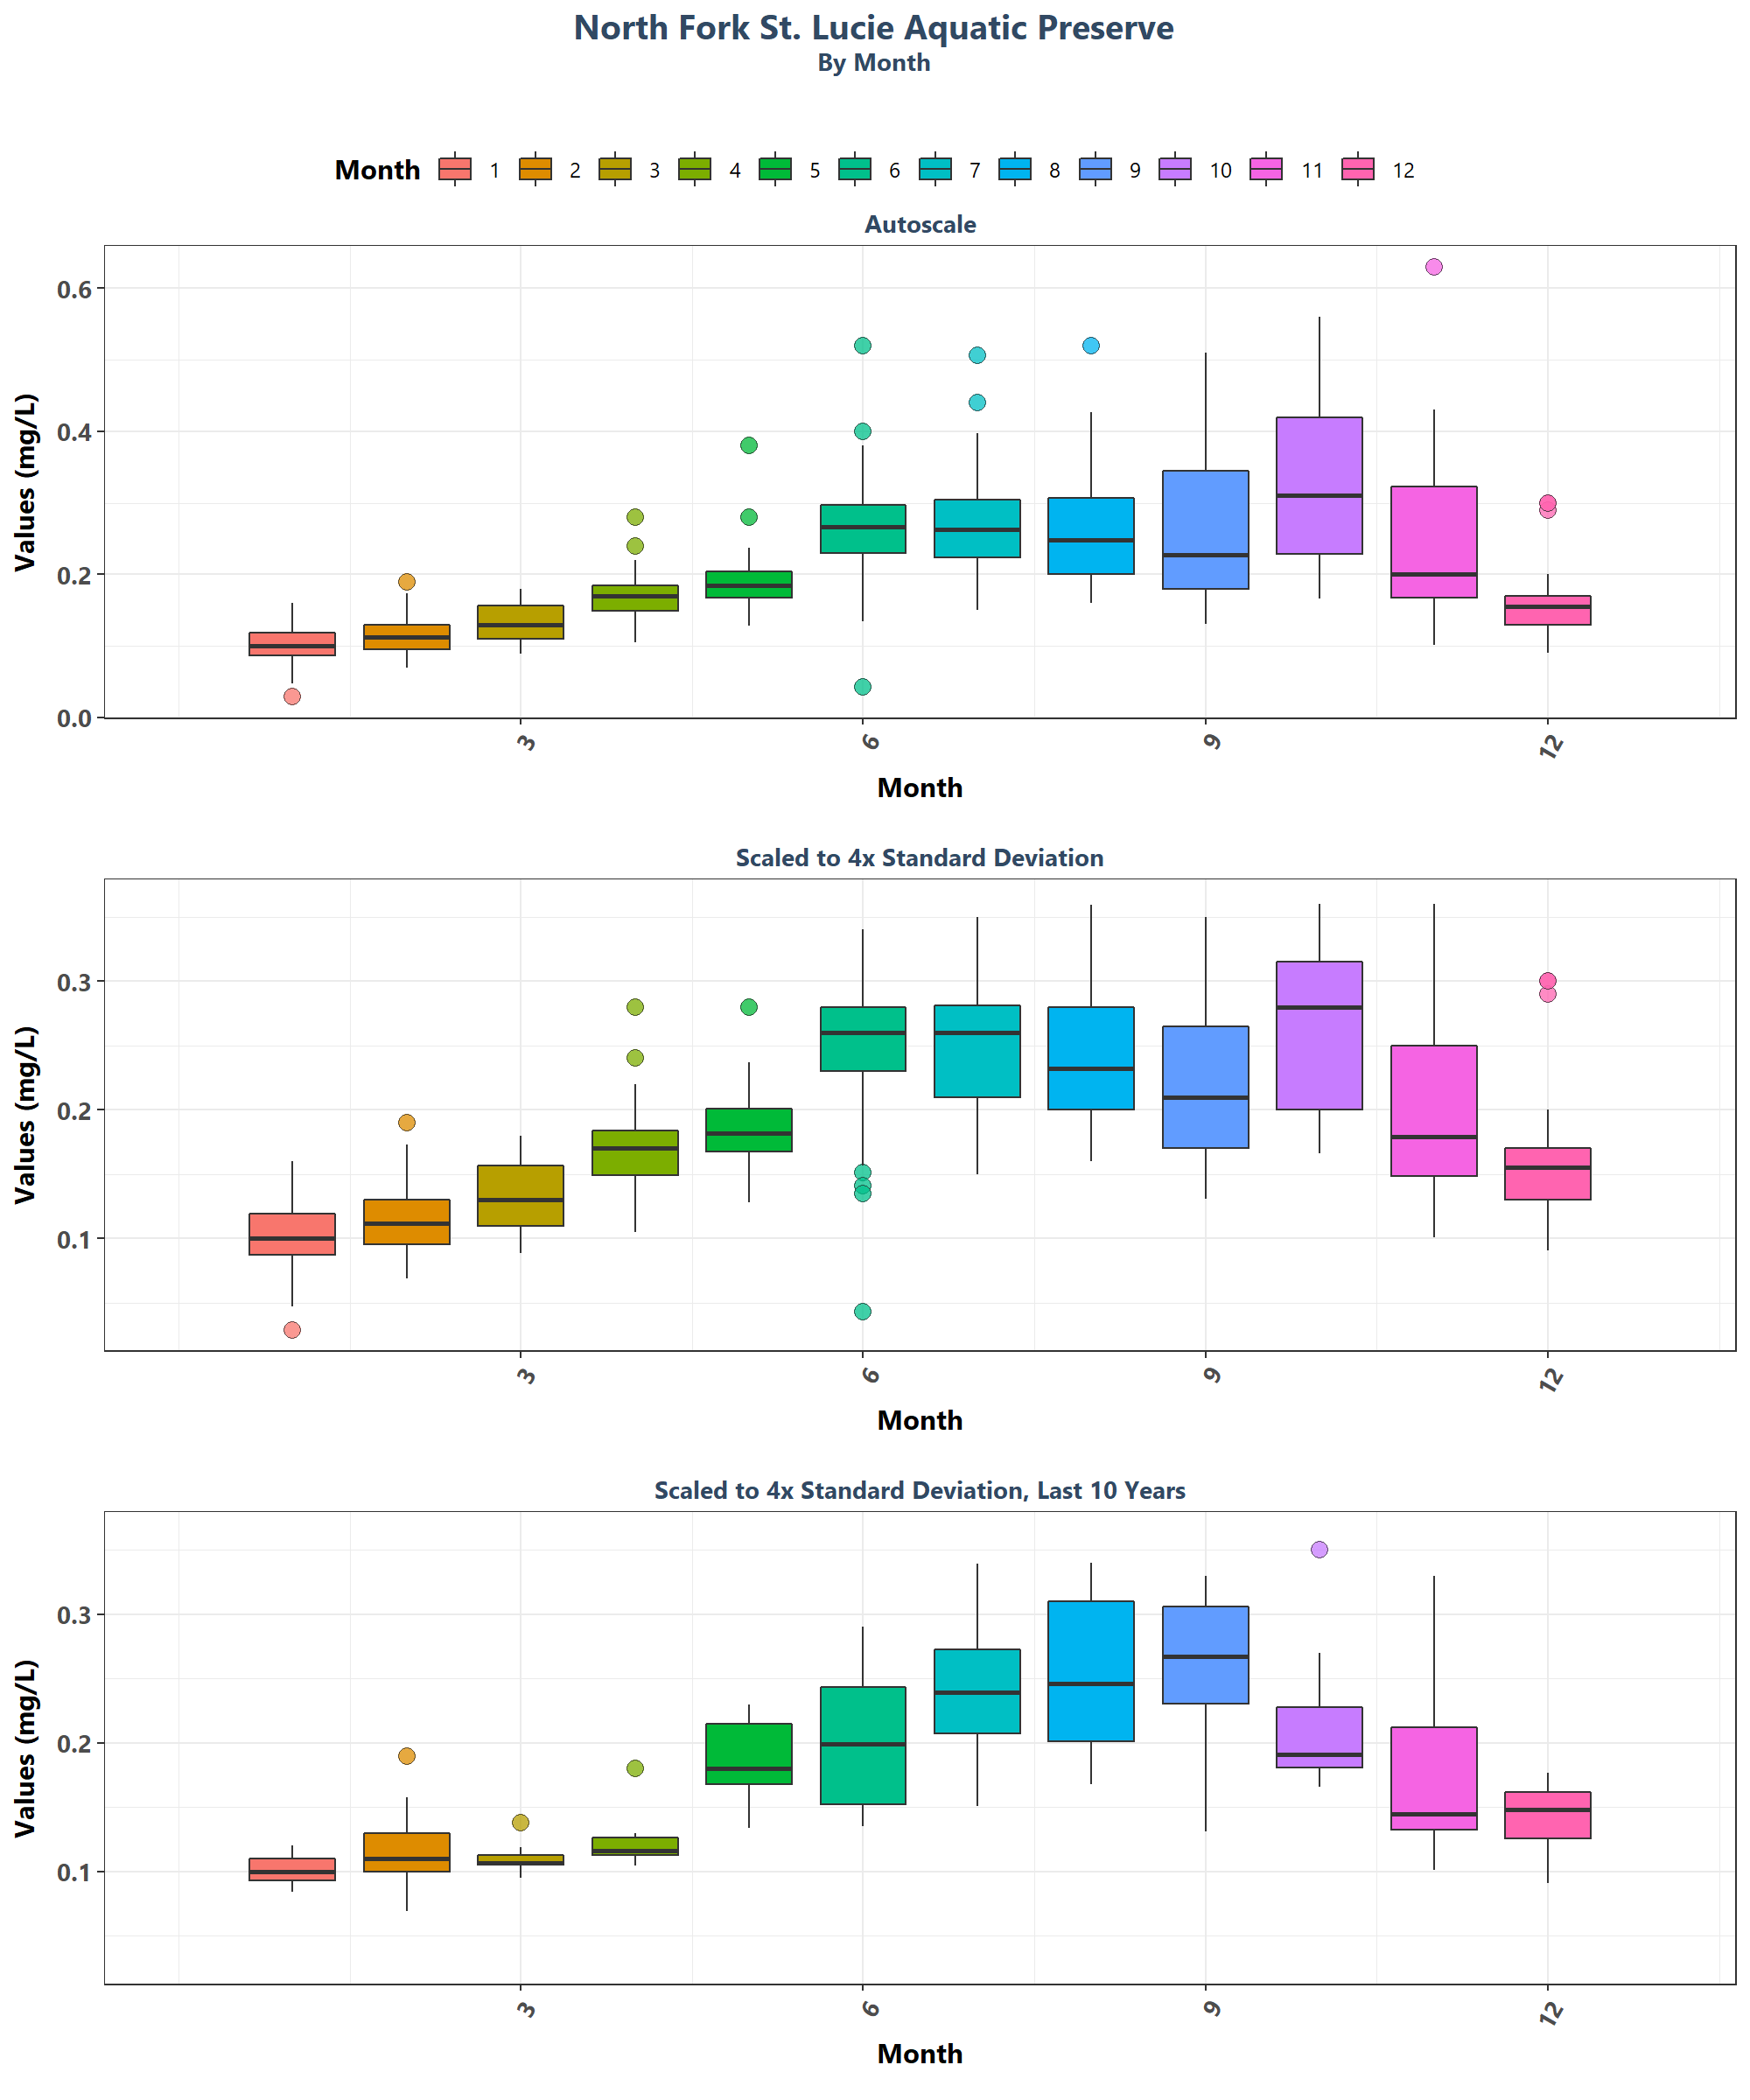 North Fork St. Lucie Aquatic Preserve
By Month
Month 1 2 3 4 5 6 7 8 9 10 11 12
Autoscale
Values (mg/L)
0.6
0.4
0.2
0.0
3 6 9 12
Month
Scaled to 4x Standard Deviation
Values (mg/L)
0.3
0.2
0.1
3 6 9 12
Month
Scaled to 4x Standard Deviation, Last 10 Years
Values (mg/L)
0.3
0.2
0.1
3 6 9 12
Month